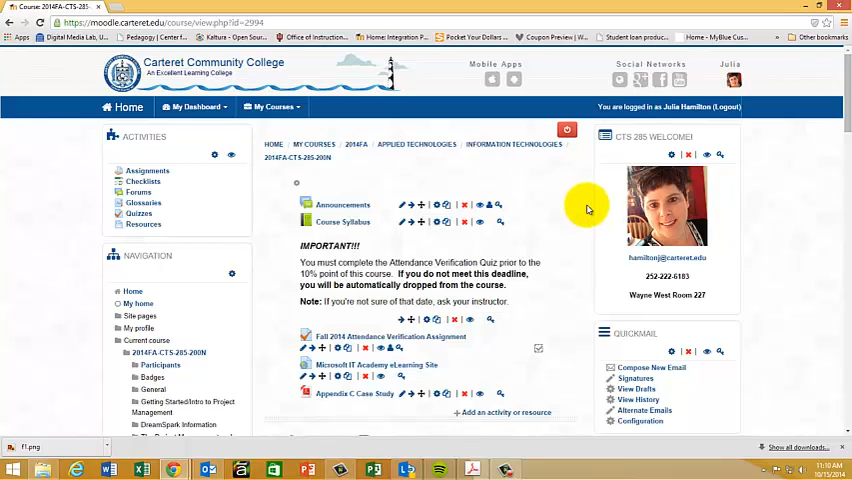 Course: 2014FA-CTS-285-
https://moodle.carteret.edu/course/view.php?id=2994
Apps
Digital Media Lab, U...
Pedagogy | Center f...
Kaltura - Open Sour...
Office of Instruction...
Home: Integration P...
Pocket Your Dollars -
Coupon Preview | W...
Student loan produc...
Home - MyBlue Cus...
Other bookmarks
Carteret Community College
An Excellent Learning College
Mobile Apps
Social Networks
Julia
Home
My Dashboard
My Courses
You are logged in as Julia Hamilton (Logout)
ACTIVITIES
Assignments
Checklists
Forums
Glossaries
Quizzes
Resources
NAVIGATION
Home
My home
Site pages
My profile
Current course
2014FA-CTS-285-200N
Participants
Badges
General
Getting Started/Intro to Project
Management
DreamSpark Information
HOME / MY COURSES / 2014FA / APPLIED TECHNOLOGIES / INFORMATION TECHNOLOGIES /
2014FA-CTS-285-200N
Announcements
Course Syllabus
IMPORTANT!!!
You must complete the Attendance Verification Quiz prior to the
10% point of this course. If you do not meet this deadline,
you will be automatically dropped from the course.
Note: If you're not sure of that date, ask your instructor.
Fall 2014 Attendance Verification Assignment
Microsoft IT Academy eLearning Site
Appendix C Case Study
Add an activity or resource
CTS 285 WELCOME!
hamiltonj@carteret.edu
252-222-6183
Wayne West Room 227
QUICKMAIL
Compose New Email
Signatures
View Drafts
View History
Alternate Emails
Configuration
f1.png
Show all downloads...
11:10 AM
10/15/2014